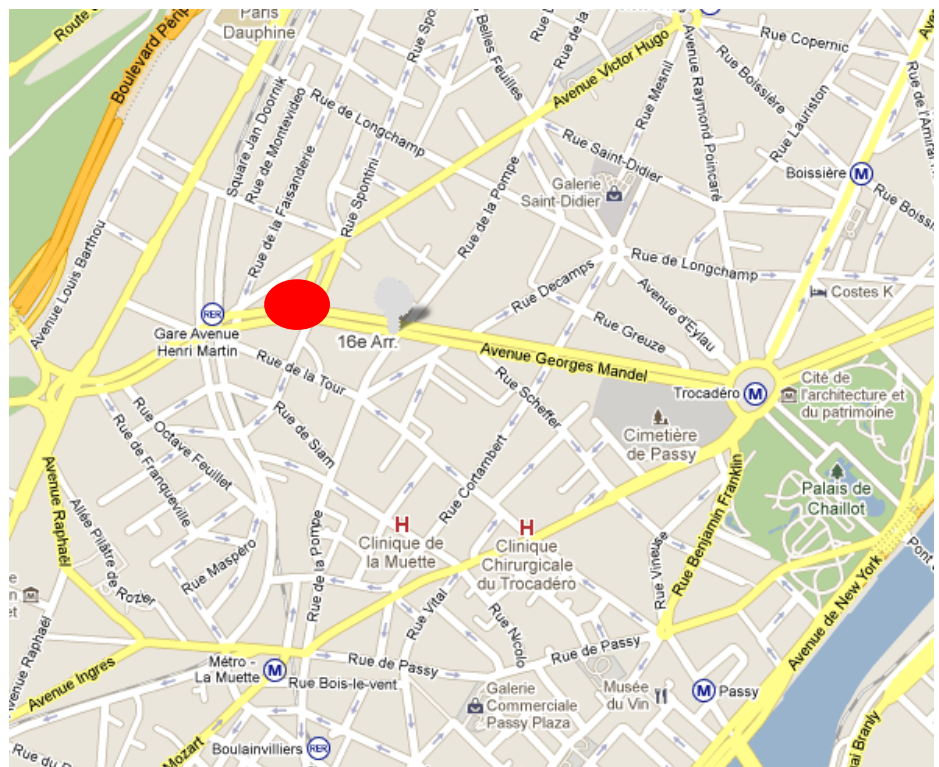 Paris
Dauphine
Boulevard Périp
Rue de Longchamp
Avenue Victor Hugo
Rue Mesnil
Avenue Raymond Poincaré
Rue Boissière
Rue Copernic
Rue Lauriston
Rue de l'Amiral
Square Jan Doornik
Rue de Montevideo
Rue de la Faisanderie
Rue Spontini
Belles Feuilles
Rue de la Pompe
Rue Saint-Didier
Galerie
Saint-Didier
Boissière
M
Avenue Louis Barthou
Rue de Longchamp
Rue Decamps
Avenue d'Eylau
Costes K
RER
Gare Avenue
Henri Martin
16e Arr.
Rue Greuze
Avenue Georges Mandel
Rue de la Tour
Rue Scheffer
Trocadéro
M
Cité de
l'architecture et
du patrimoine
Cimetière
de Passy
Rue Octave Feuillet
Rue de Franqueville
Rue de Siam
Rue Cortambert
Avenue Raphaël
Allée Pilâtre de Rozier
Rue Maspéro
Rue de la Pompe
H
Clinique de
la Muette
H
Clinique
Chirurgicale
du Trocadéro
Rue Vineuse
Rue Benjamin Franklin
Palais de
Chaillot
Avenue de New York
Avenue Ingres
Rue Vital
Rue Nicolo
Métro -
La Muette
M
Rue de Passy
Rue de Passy
Rue Bois-le-vent
Galerie
Commerciale
Passy Plaza
Musée
du Vin
M
Passy
Mozart
Boulainvilliers
RER